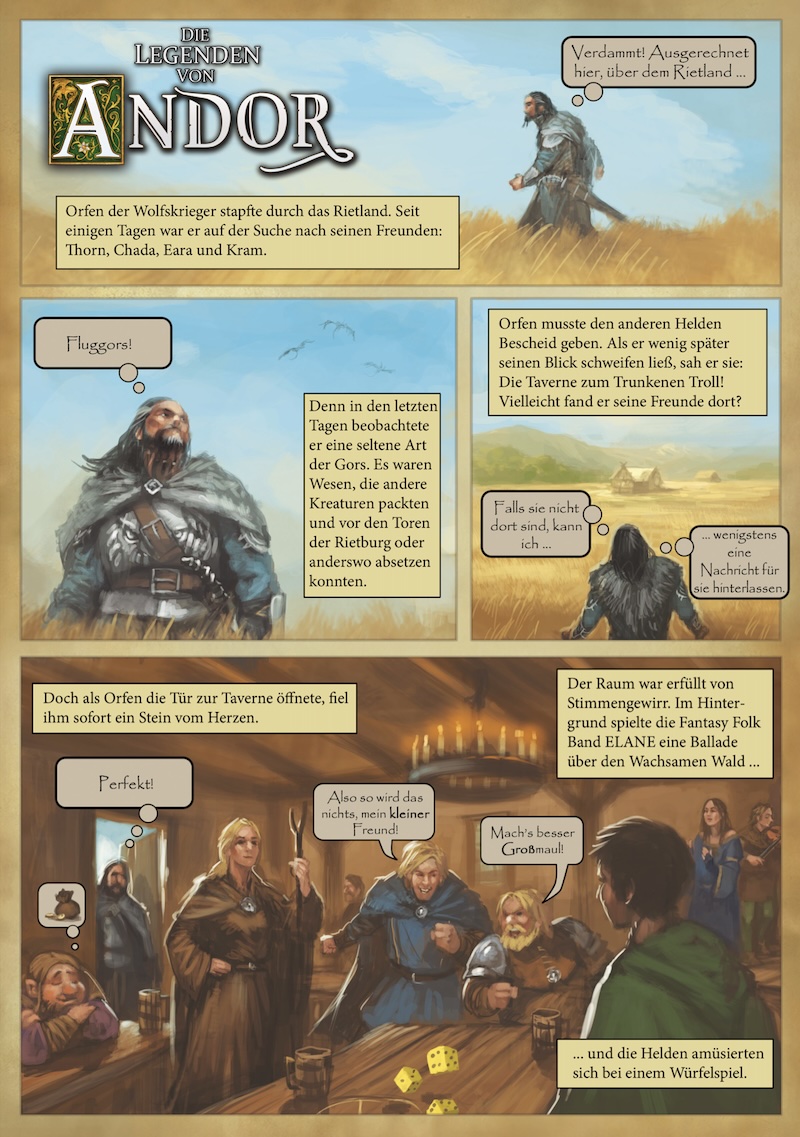 DIE
LEGENDEN
VON
ANDOR
Verdammt! Ausgerechnet
hier, über dem Rietland ...
Orfen der Wolfskrieger stapfte durch das Rietland. Seit
einigen Tagen war er auf der Suche nach seinen Freunden:
Thorn, Chada, Eara und Kram.
Fluggors!
Denn in den letzten
Tagen beobachtete
er eine seltene Art
der Gors. Es waren
Wesen, die andere
Kreaturen packten
und vor den Toren
der Rietburg oder
anderswo absetzen
konnten.
Orfen musste den anderen Helden
Bescheid geben. Als er wenig später
seinen Blick schweifen ließ, sah er sie:
Die Taverne zum Trunkenen Troll!
Vielleicht fand er seine Freunde dort?
Falls sie nicht
dort sind, kann
ich ...
... wenigstens
eine
Nachricht für
sie hinterlassen.
Doch als Orfen die Tür zur Taverne öffnete, fiel
ihm sofort ein Stein vom Herzen.
Der Raum war erfüllt von
Stimmengewirr. Im Hinter-
grund spielte die Fantasy Folk
Band ELANE eine Ballade
über den Wachsamen Wald ...
Perfekt!
Also so wird das
nichts, mein kleiner
Freund!
Mach's besser
Großmaul!
... und die Helden amüsierten
sich bei einem Würfelspiel.